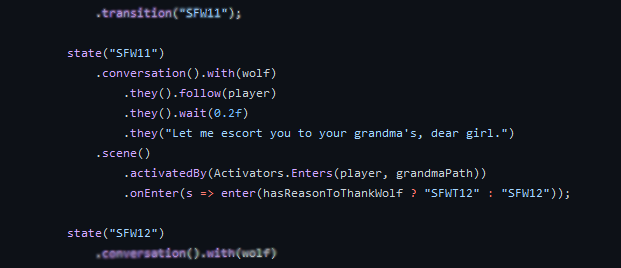 .transition("SFW11");
state("SFW11")
.conversation().with(wolf)
.they().follow(player)
.they().wait(0.2f)
.they("Let me escort you to your grandma's, dear girl.")
.scene()
.activatedBy(Activators.Enters(player, grandmaPath))
.onEnter(s => enter(hasReasonToThankWolf ? "SFWT12" : "SFW12"));
state("SFW12")
.conversation().with(wolf)